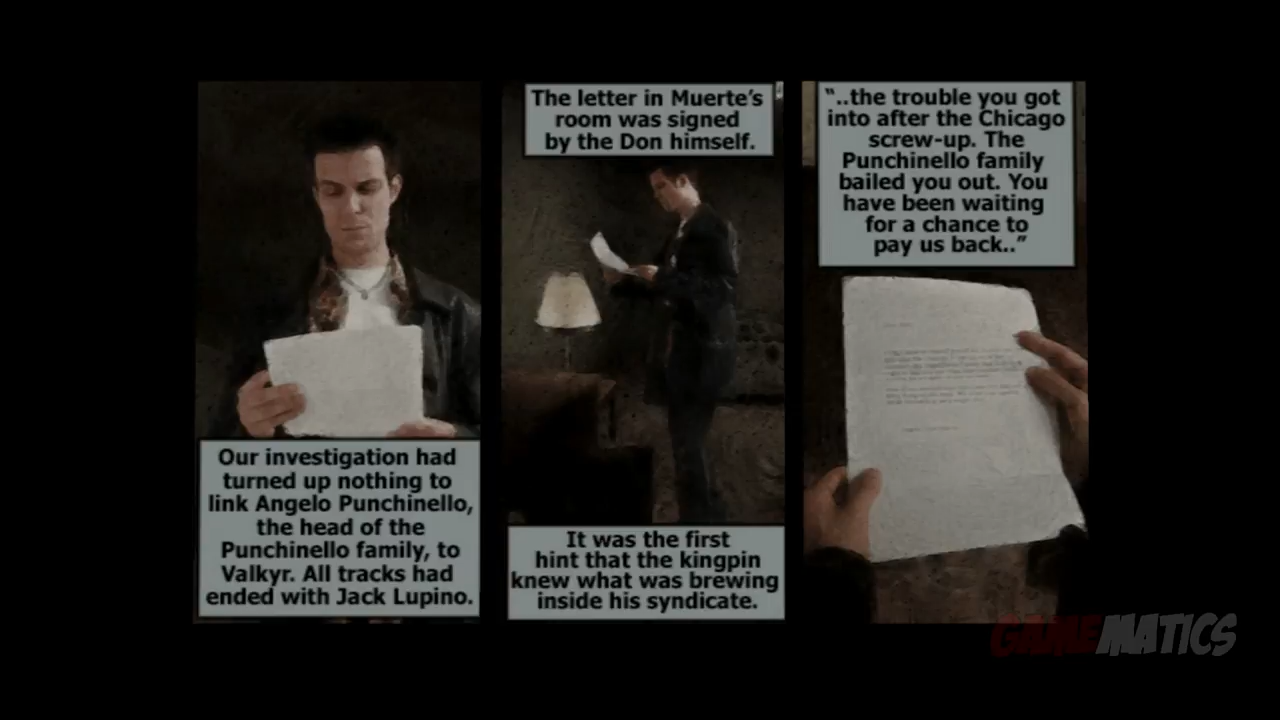 Our investigation had
turned up nothing to
link Angelo Punchinello,
the head of the
Punchinello family, to
Valkyr. All tracks had
ended with Jack Lupino.
The letter in Muerte's
room was signed
by the Don himself.
It was the first
hint that the kingpin
knew what was brewing
inside his syndicate.
"..the trouble you got
into after the Chicago
screw-up. The
Punchinello family
bailed you out. You
have been waiting
for a chance to
pay us back.."
GAMEMATICS